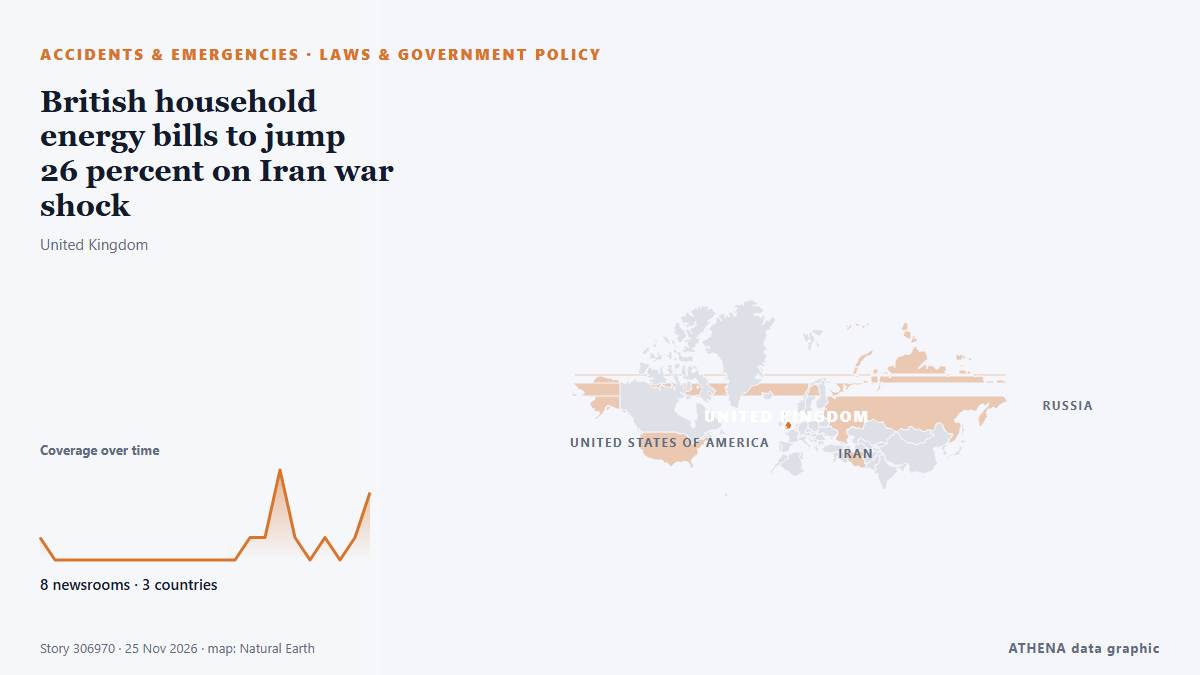 ACCIDENTS & EMERGENCIES · LAWS & GOVERNMENT POLICY
British household
energy bills to jump
26 percent on Iran war
shock
United Kingdom
RUSSIA
UNITED KINGDOM
UNITED STATES OF AMERICA
IRAN
Coverage over time
8 newsrooms · 3 countries
Story 306970 · 25 Nov 2026 · map: Natural Earth
ATHENA data graphic